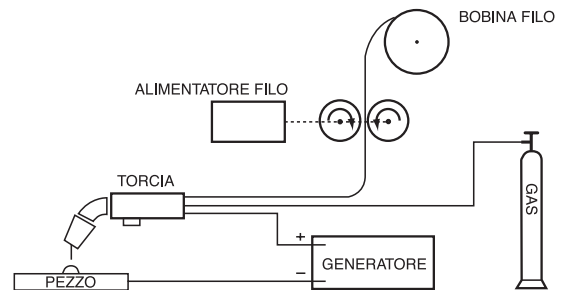 BOBINA FILO
ALIMENTATORE FILO
TORCIA
GAS
+
GENERATORE
−
PEZZO